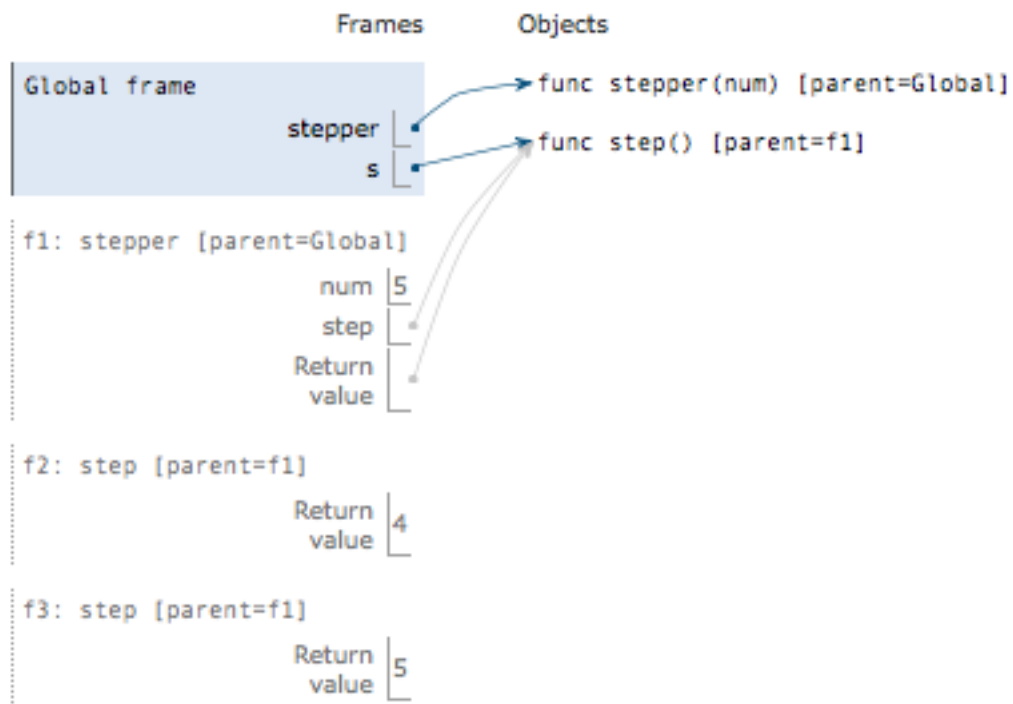 Frames Objects
Global frame
func stepper(num) [parent=Global]
stepper
func step() [parent=f1]
s
f1: stepper [parent=Global]
num 5
step
Return
value
f2: step [parent=f1]
Return
value 4
f3: step [parent=f1]
Return
value 5